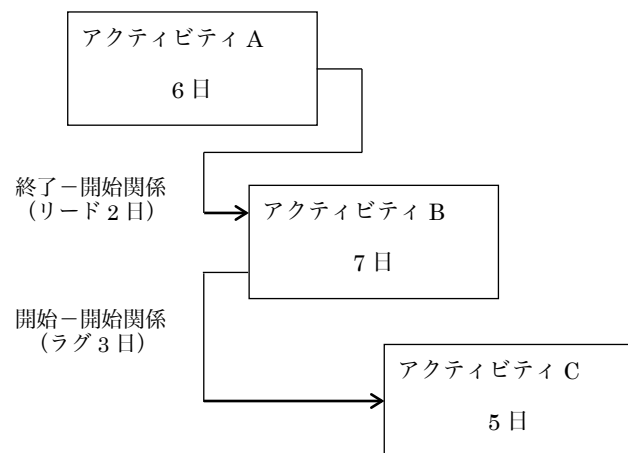 アクティビティ A
6 日
終了－開始関係
（リード 2 日）
アクティビティ B
7 日
開始－開始関係
（ラグ 3 日）
アクティビティ C
5 日